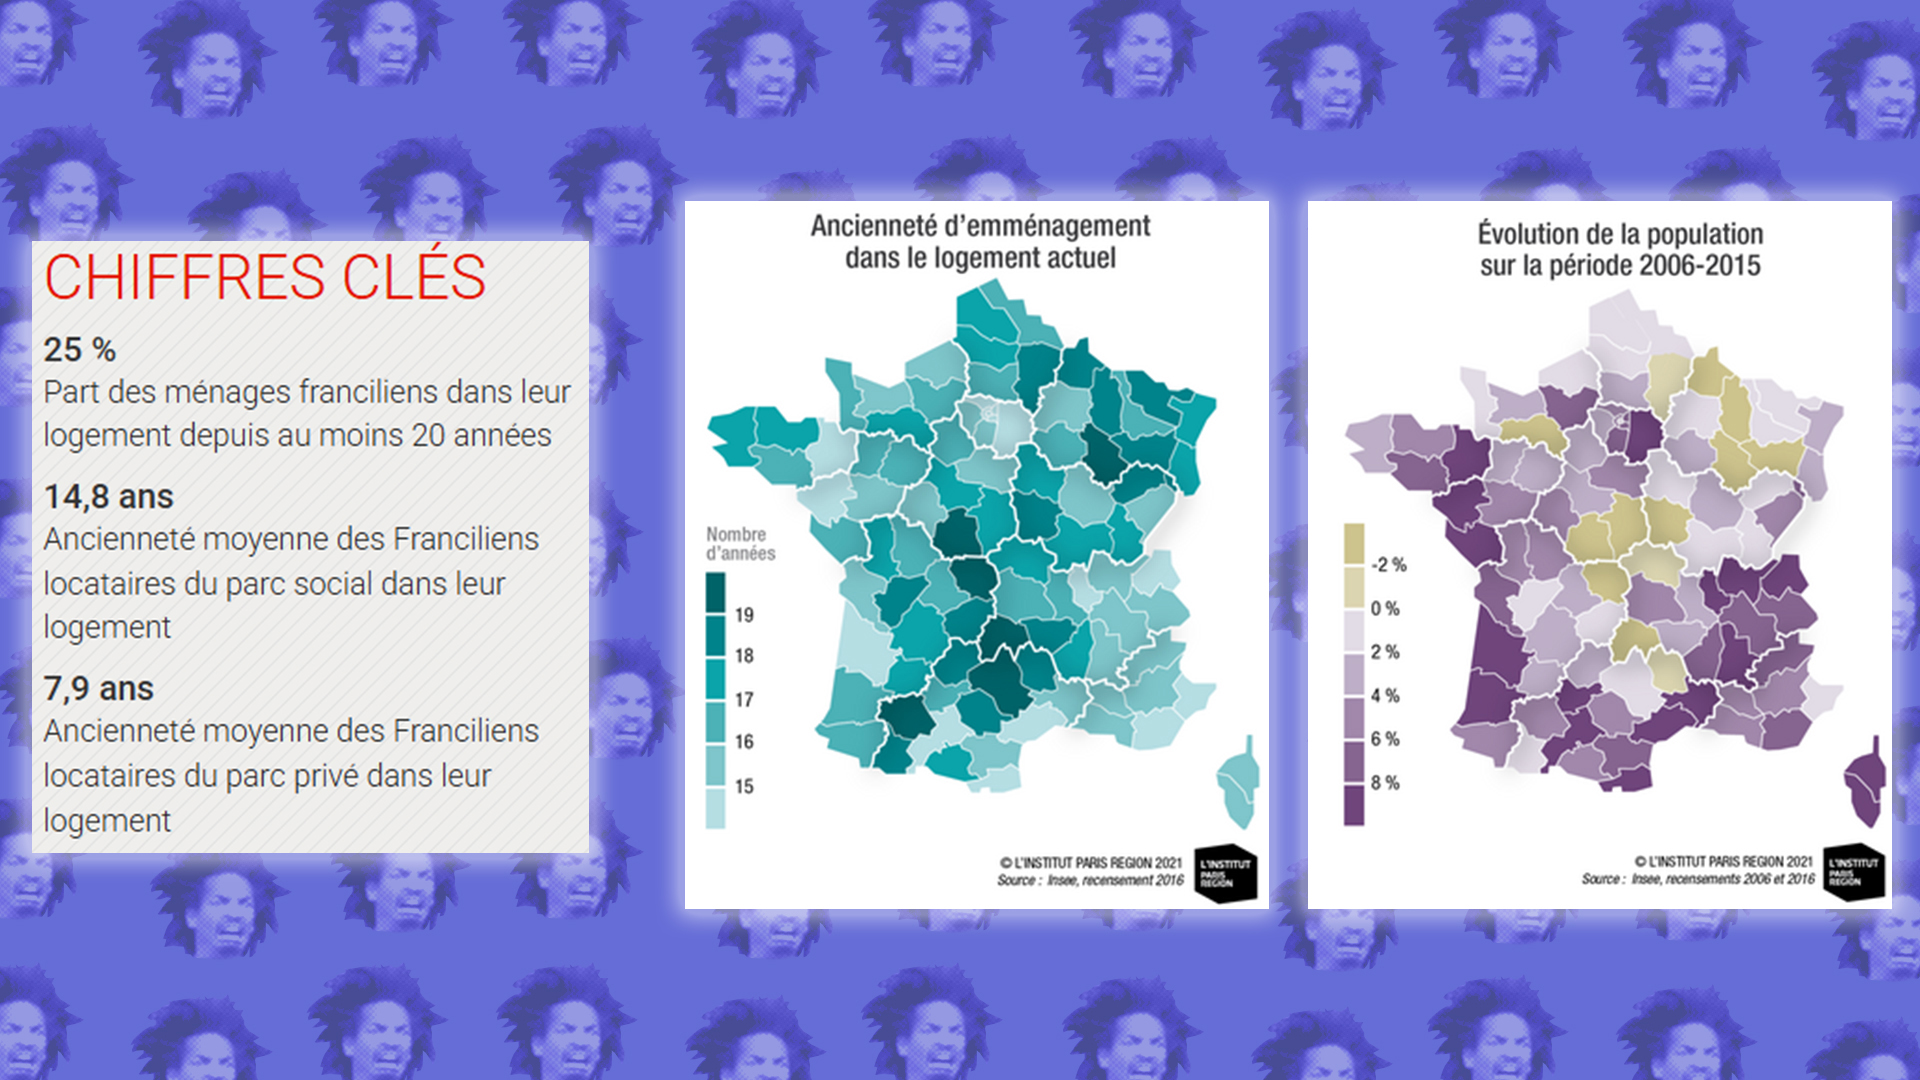 CHIFFRES CLÉS
25 %
Part des ménages franciliens dans leur
logement depuis au moins 20 années
14,8 ans
Ancienneté moyenne des Franciliens
locataires du parc social dans leur
logement
7,9 ans
Ancienneté moyenne des Franciliens
locataires du parc privé dans leur
logement
Ancienneté d'emménagement
dans le logement actuel
Nombre
d'années
19
18
17
16
15
© L'INSTITUT PARIS REGION 2021
Source : Insee, recensement 2016
L'INSTITUT
PARIS
REGION
Évolution de la population
sur la période 2006-2015
-2 %
0 %
2 %
4 %
6 %
8 %
© L'INSTITUT PARIS REGION 2021
Source : Insee, recensements 2006 et 2016
L'INSTITUT
PARIS
REGION